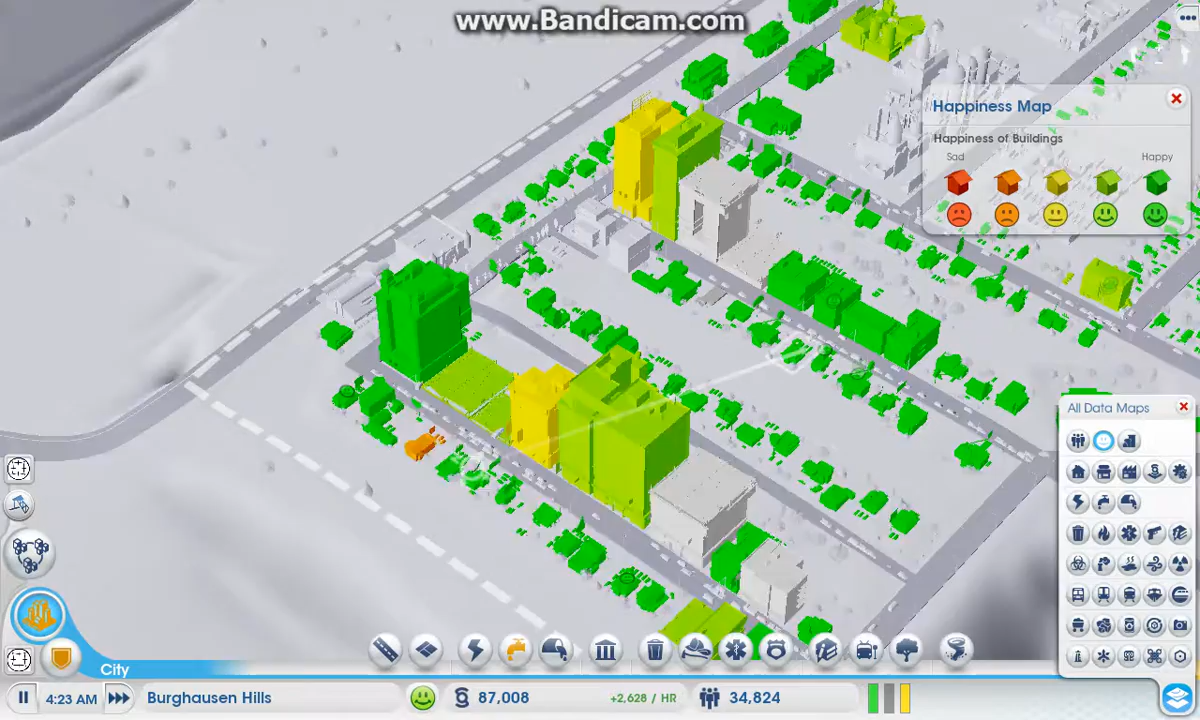 www.Bandicam.com
Happiness Map
Happiness of Buildings
Sad Happy
All Data Maps
City
4:23 AM Burghausen Hills 87,008 +2,628 / HR 34,824